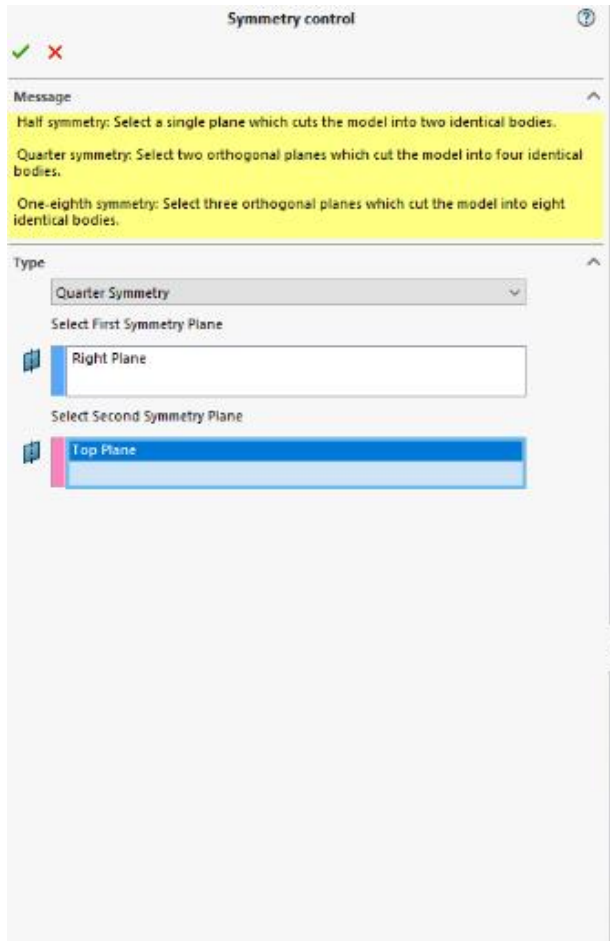 Symmetry control
?
Message
Half symmetry: Select a single plane which cuts the model into two identical bodies.
Quarter symmetry: Select two orthogonal planes which cut the model into four identical
bodies.
One-eighth symmetry: Select three orthogonal planes which cut the model into eight
identical bodies.
Type
Quarter Symmetry
Select First Symmetry Plane
Right Plane
Select Second Symmetry Plane
Top Plane